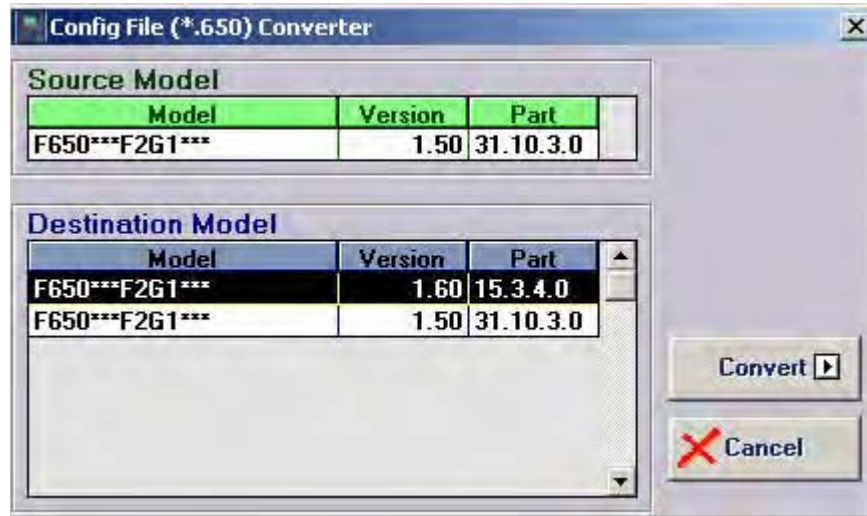 Config File (*.650) Converter
Source Model
Model Version Part
F650***F2G1*** 1.50 31.10.3.0
Destination Model
Model Version Part
F650***F2G1*** 1.60 15.3.4.0
F650***F2G1*** 1.50 31.10.3.0
Convert
Cancel